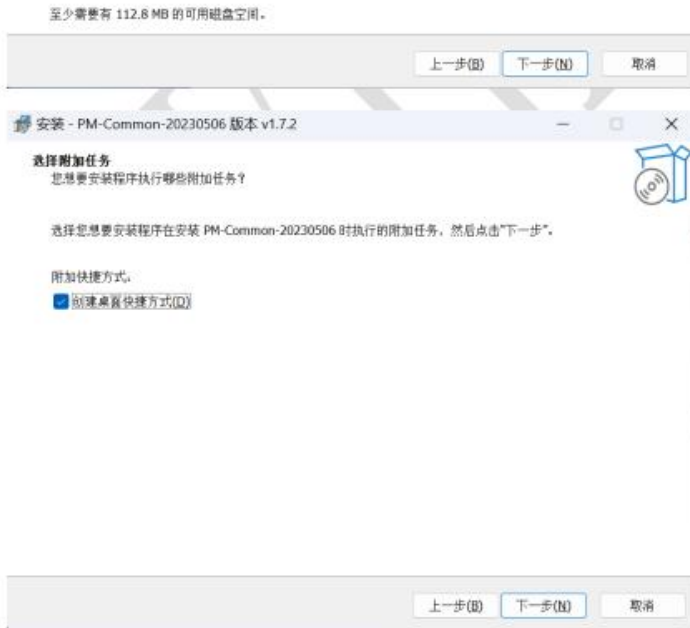 至少需要有 112.8 MB 的可用磁盘空间。
上一步(B) 下一步(N) 取消
安装 - PM-Common-20230506 版本 v1.7.2
选择附加任务
您想要安装程序执行哪些附加任务？
选择您想要安装程序在安装 PM-Common-20230506 时执行的附加任务，然后点击"下一步"。
附加快捷方式：
创建桌面快捷方式(D)
上一步(B) 下一步(N) 取消